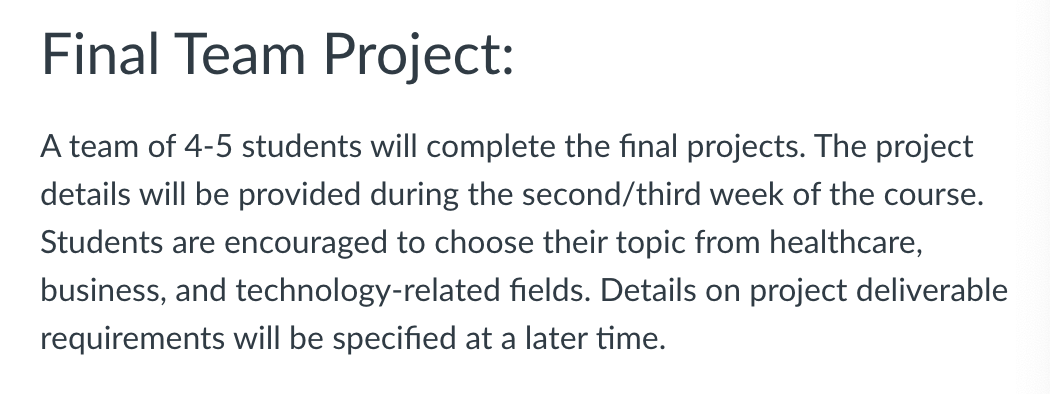 Final Team Project:
A team of 4-5 students will complete the final projects. The project
details will be provided during the second/third week of the course.
Students are encouraged to choose their topic from healthcare,
business, and technology-related fields. Details on project deliverable
requirements will be specified at a later time.